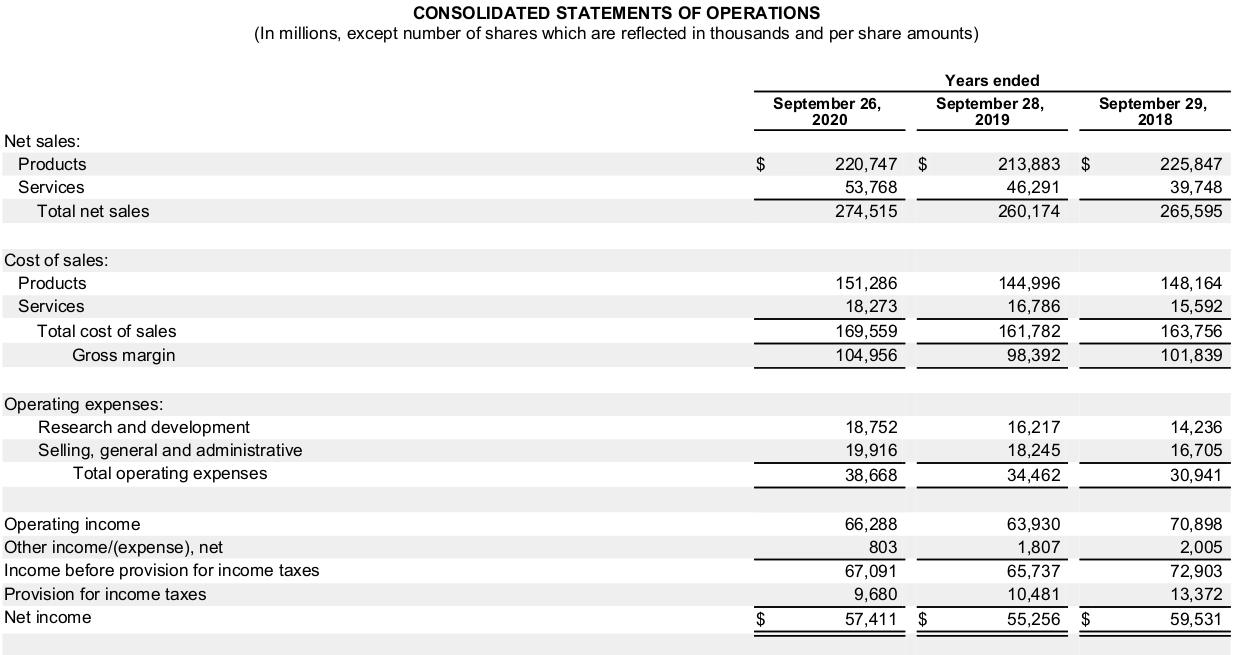 CONSOLIDATED STATEMENTS OF OPERATIONS
(In millions, except number of shares which are reflected in thousands and per share amounts)
Years ended
September 26, 2020 September 28, 2019 September 29, 2018
Net sales:
Products $ 220,747 $ 213,883 $ 225,847
Services 53,768 46,291 39,748
Total net sales 274,515 260,174 265,595
Cost of sales:
Products 151,286 144,996 148,164
Services 18,273 16,786 15,592
Total cost of sales 169,559 161,782 163,756
Gross margin 104,956 98,392 101,839
Operating expenses:
Research and development 18,752 16,217 14,236
Selling, general and administrative 19,916 18,245 16,705
Total operating expenses 38,668 34,462 30,941
Operating income 66,288 63,930 70,898
Other income/(expense), net 803 1,807 2,005
Income before provision for income taxes 67,091 65,737 72,903
Provision for income taxes 9,680 10,481 13,372
Net income $ 57,411 $ 55,256 $ 59,531